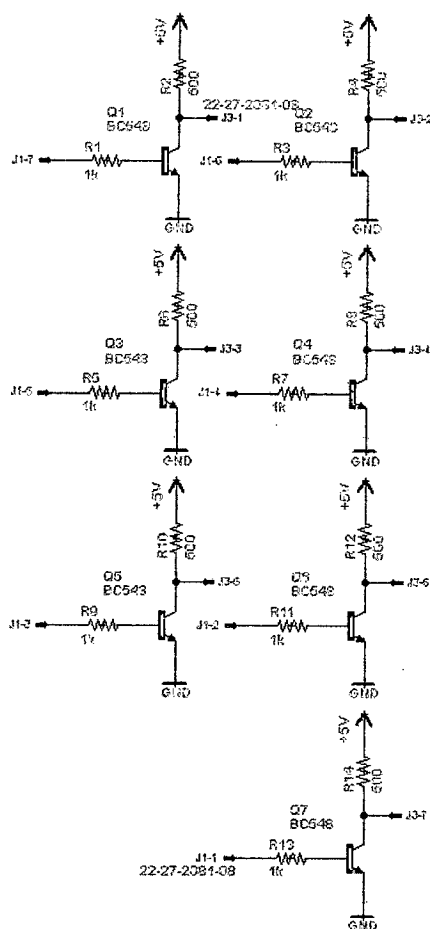 +5V
+5V
R2
500
R4
500
Q1
BC548
22-27-2081-08
J3-1
Q2
BC548
J3-2
J1-7
R1
1k
J1-6
R3
1k
GND
GND
+5V
+5V
R6
500
R8
500
Q3
BC548
J3-3
Q4
BC548
J3-4
J1-5
R5
1k
J1-4
R7
1k
GND
GND
+5V
+5V
R10
500
R12
500
Q5
BC548
J3-5
Q6
BC548
J3-6
J1-3
R9
1k
J1-2
R11
1k
GND
GND
+5V
R14
500
Q7
BC548
J3-7
J1-1
22-27-2081-08
R13
1k
GND